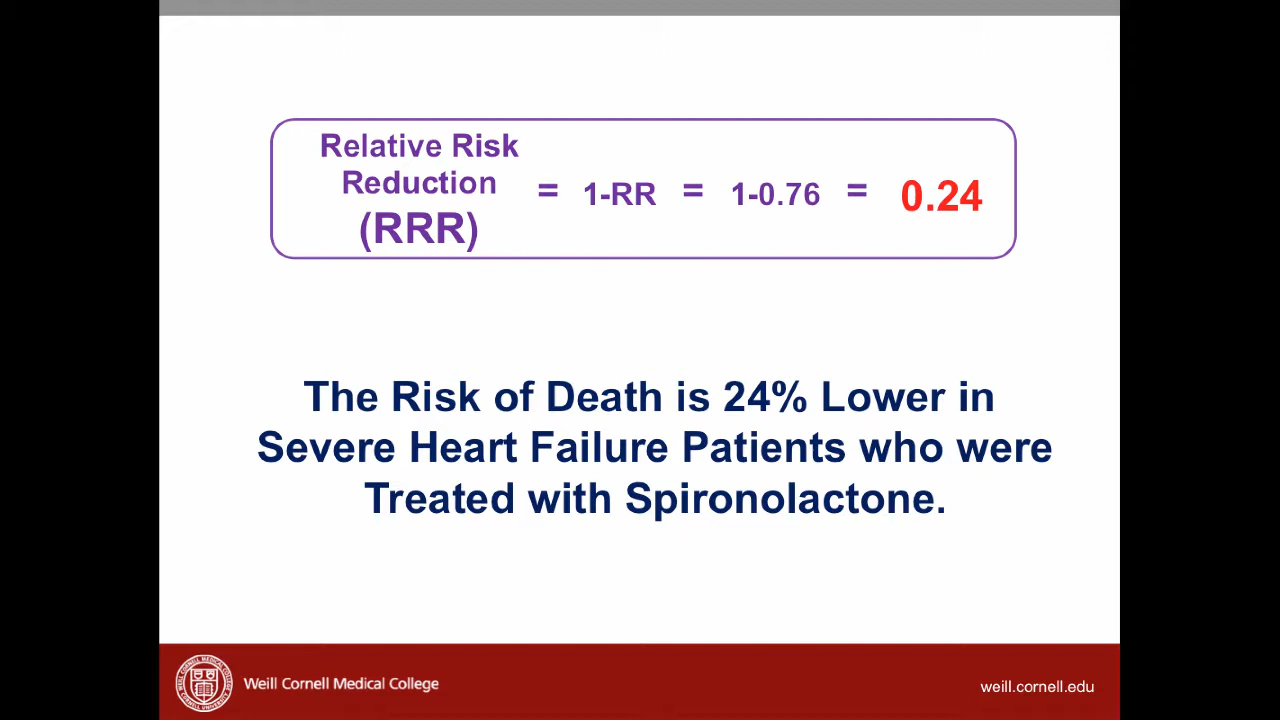 Relative Risk
Reduction
(RRR)
= 1-RR = 1-0.76 = 0.24
The Risk of Death is 24% Lower in
Severe Heart Failure Patients who were
Treated with Spironolactone.
Weill Cornell Medical College
weill.cornell.edu